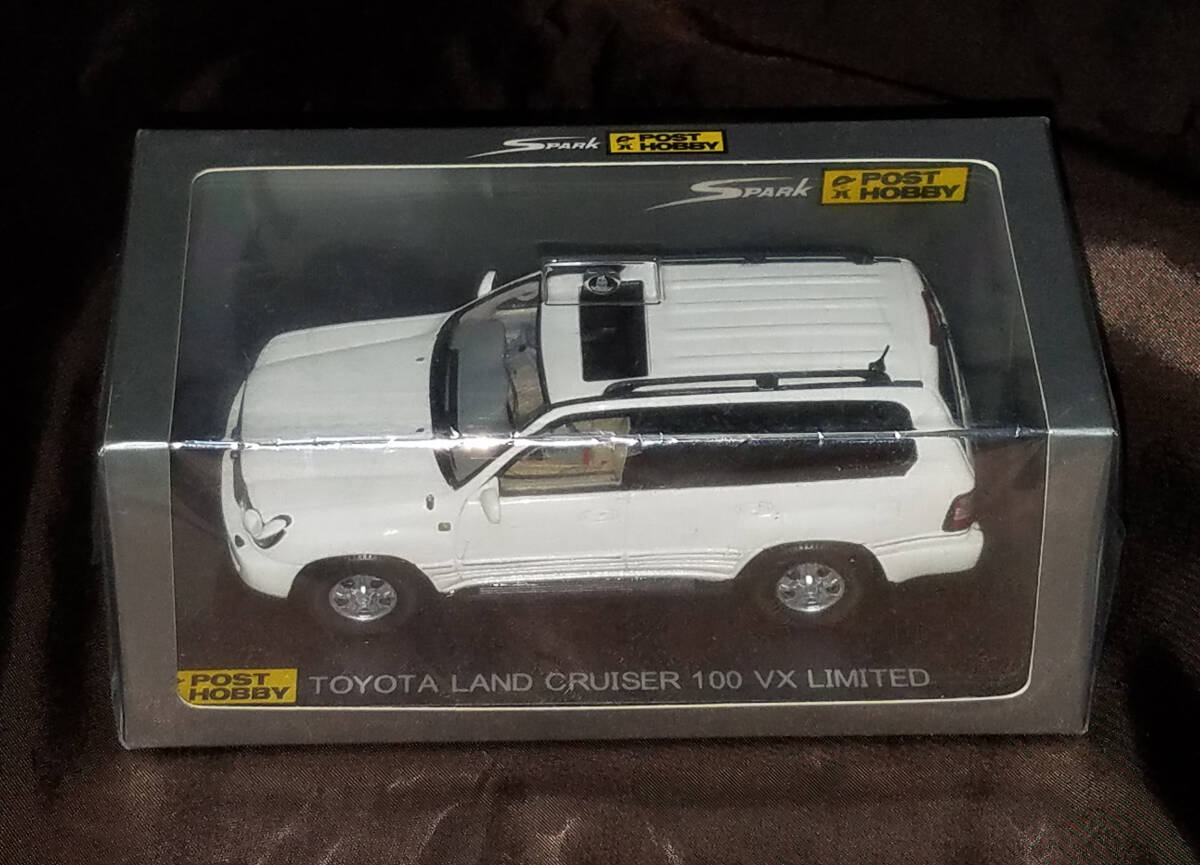 SPARK POST HOBBY
SPARK POST HOBBY
POST HOBBY TOYOTA LAND CRUISER 100 VX LIMITED